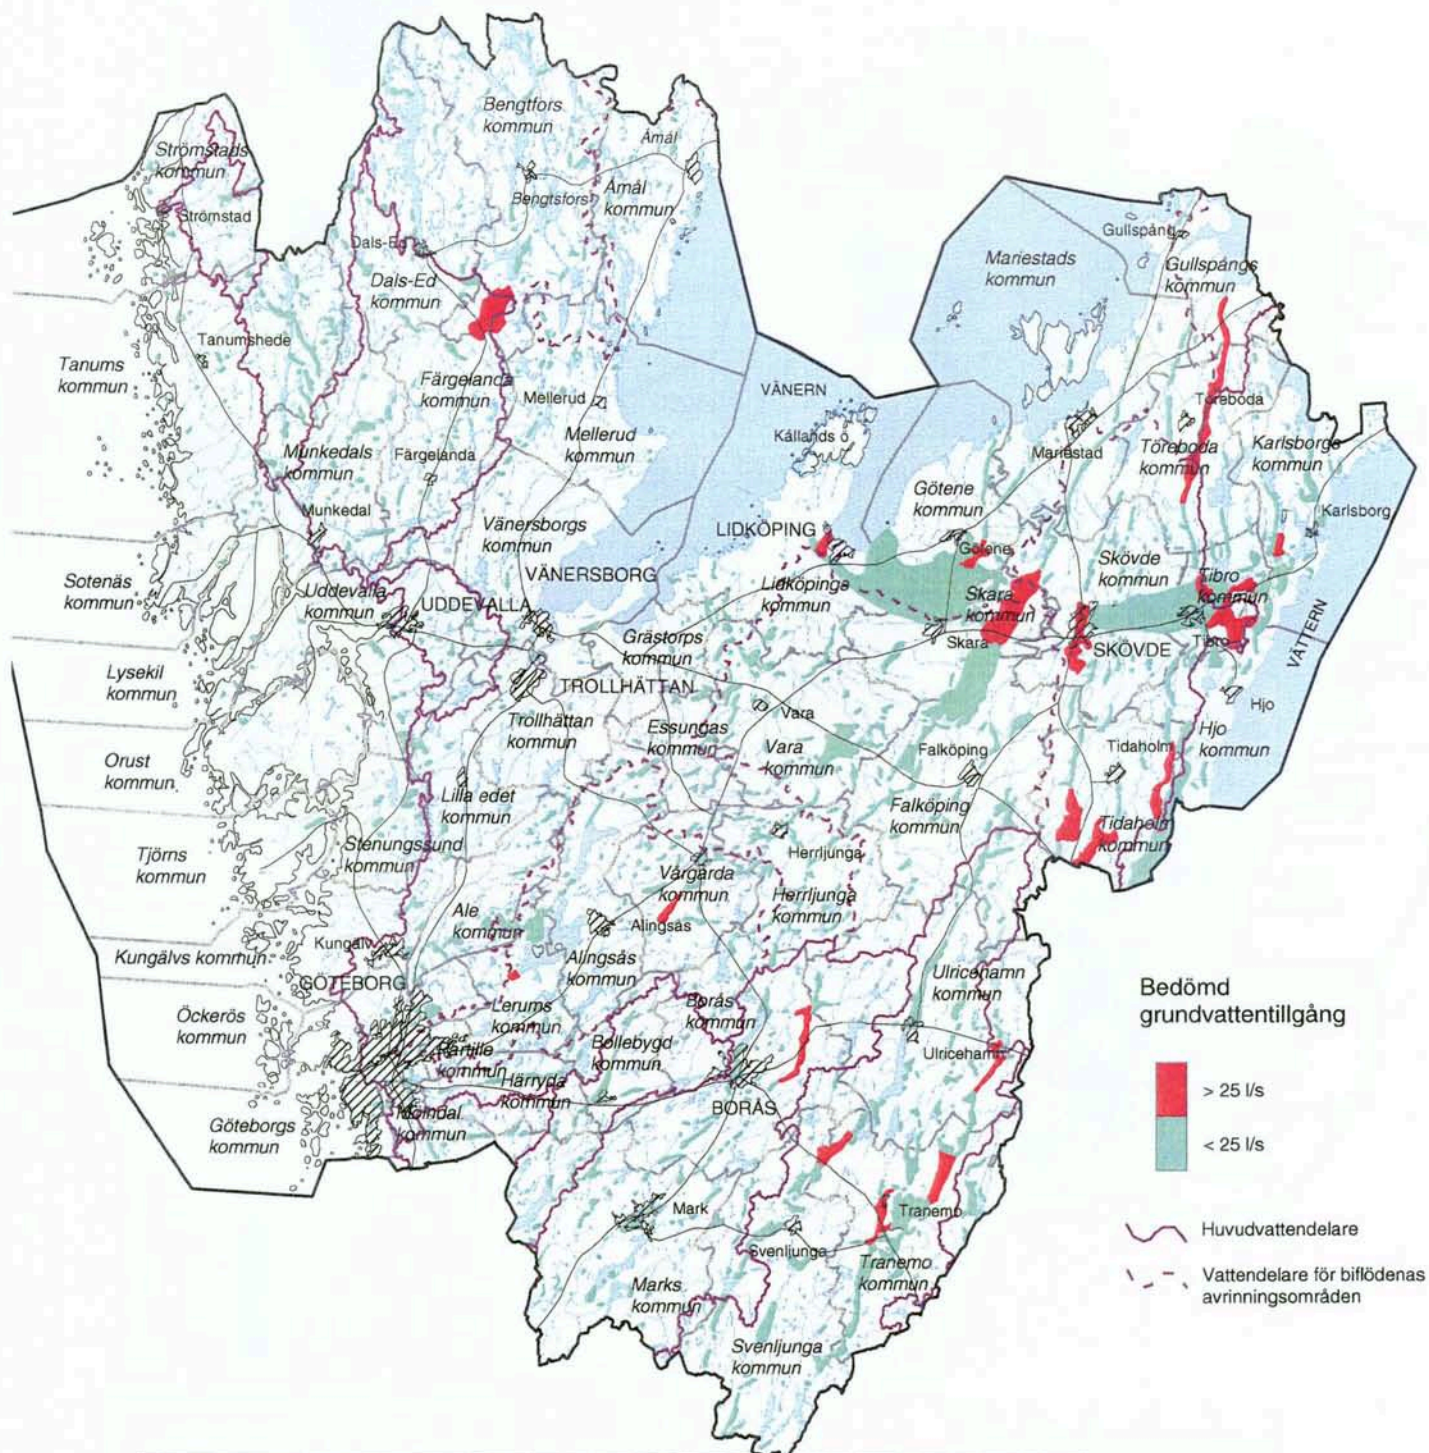 Bengtfors
kommun
Åmål
Strömstads
kommun
Bengtsfors
Åmål
kommun
Strömstad
Gullspång
Dals-Ed
Mariestads
kommun
Gullspångs
kommun
Dals-Ed
kommun
Tanumshede
Tanums
kommun
Färgelanda
kommun
VÄNERN
Mellerud
Töreboda
Kållands ö
Mellerud
kommun
Munkedals
kommun
Färgelanda
Mariestad
Töreboda
kommun
Karlsborgs
kommun
Götene
kommun
Munkedal
Vänersborgs
kommun
LIDKÖPING
Karlsborg
Götene
Skövde
kommun
Sotenäs
kommun
VÄNERSBORG
Uddevalla
kommun
UDDEVALLA
Lidköpings
kommun
Skara
kommun
Tibro
kommun
VÄTTERN
Grästorps
kommun
Skara
SKÖVDE
Tibro
Lysekil
kommun
TROLLHÄTTAN
Trollhättan
kommun
Essungas
kommun
Vara
Hjo
Vara
kommun
Falköping
Tidaholm
Hjo
kommun
Orust
kommun
Lilla edet
kommun
Falköping
kommun
Tidaholm
kommun
Stenungssund
kommun
Tjörns
kommun
Herrljunga
Vårgårda
kommun
Herrljunga
kommun
Ale
kommun
Alingsås
Kungälv
Kungälvs kommun
Alingsås
kommun
Ulricehamn
kommun
GÖTEBORG
Bedömd
grundvattentillgång
Öckerös
kommun
Lerums
kommun
Borås
kommun
Partille
kommun
Bollebygd
kommun
Ulricehamn
Härryda
kommun
> 25 l/s
BORÅS
Göteborgs
kommun
Mölndal
kommun
< 25 l/s
Mark
Tranemo
Huvudvattendelare
Svenljunga
Tranemo
kommun
Vattendelare för biflödenas
avrinningsområden
Marks
kommun
Svenljunga
kommun